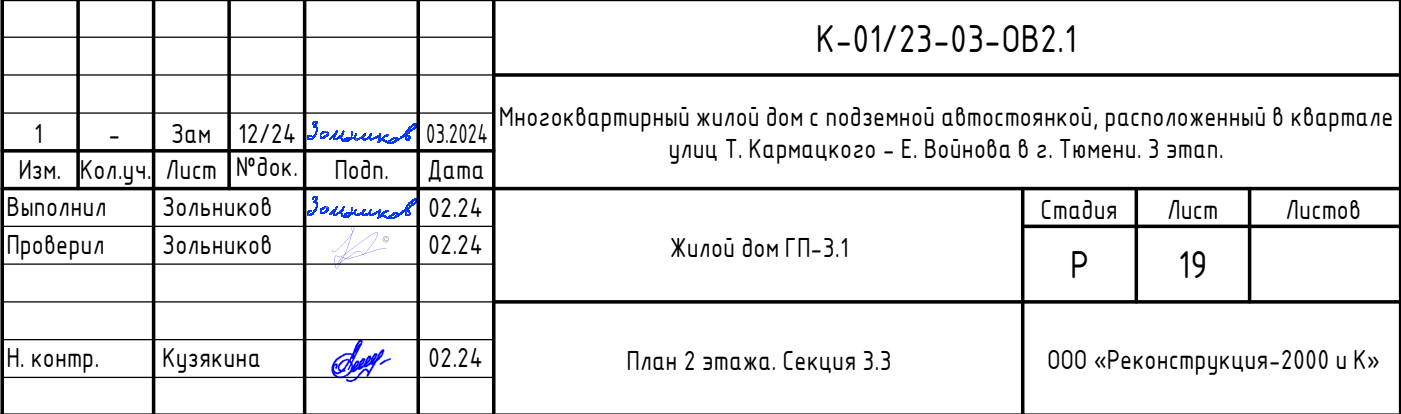 К-01/23-03-ОВ2.1
1 - Зам 12/24 Зольников 03.2024
Многоквартирный жилой дом с подземной автостоянкой, расположенный в квартале
улиц Т. Кармацкого - Е. Войнова в г. Тюмени. 3 этап.
Изм. Кол.уч. Лист №док. Подп. Дата
Выполнил Зольников Зольников 02.24
Проверил Зольников © 02.24
Жилой дом ГП-3.1
Стадия Лист Листов
Р 19
Н. контр. Кузякина 02.24
План 2 этажа. Секция 3.3
ООО «Реконструкция-2000 и К»